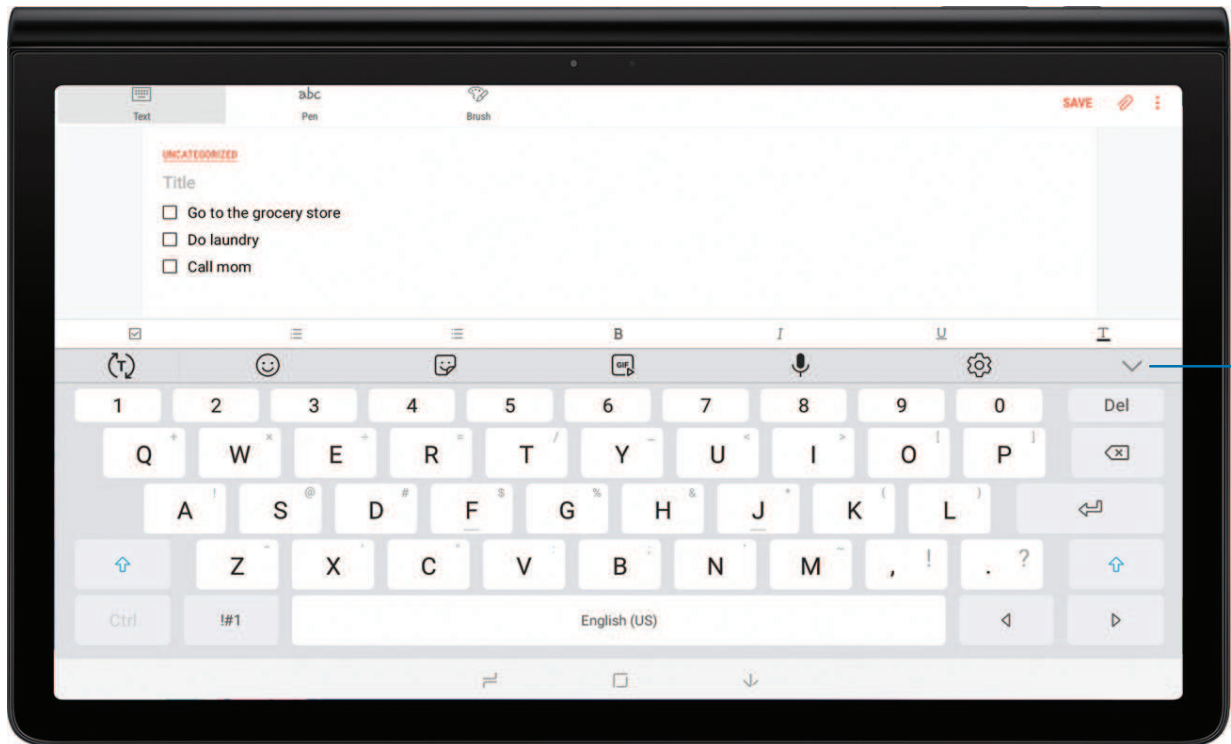 Text abc Pen Brush SAVE
UNCATEGORIZED
Title
Go to the grocery store
Do laundry
Call mom
B I U T
T GIF
1 2 3 4 5 6 7 8 9 0 Del
Q + W × E ÷ R = T / Y _ U < I > O [ P ]
A ! S @ D # F $ G % H & J * K ( L )
Z - X ' C " V : B ; N ' M ~ , ! . ?
Ctrl !#1 English (US)